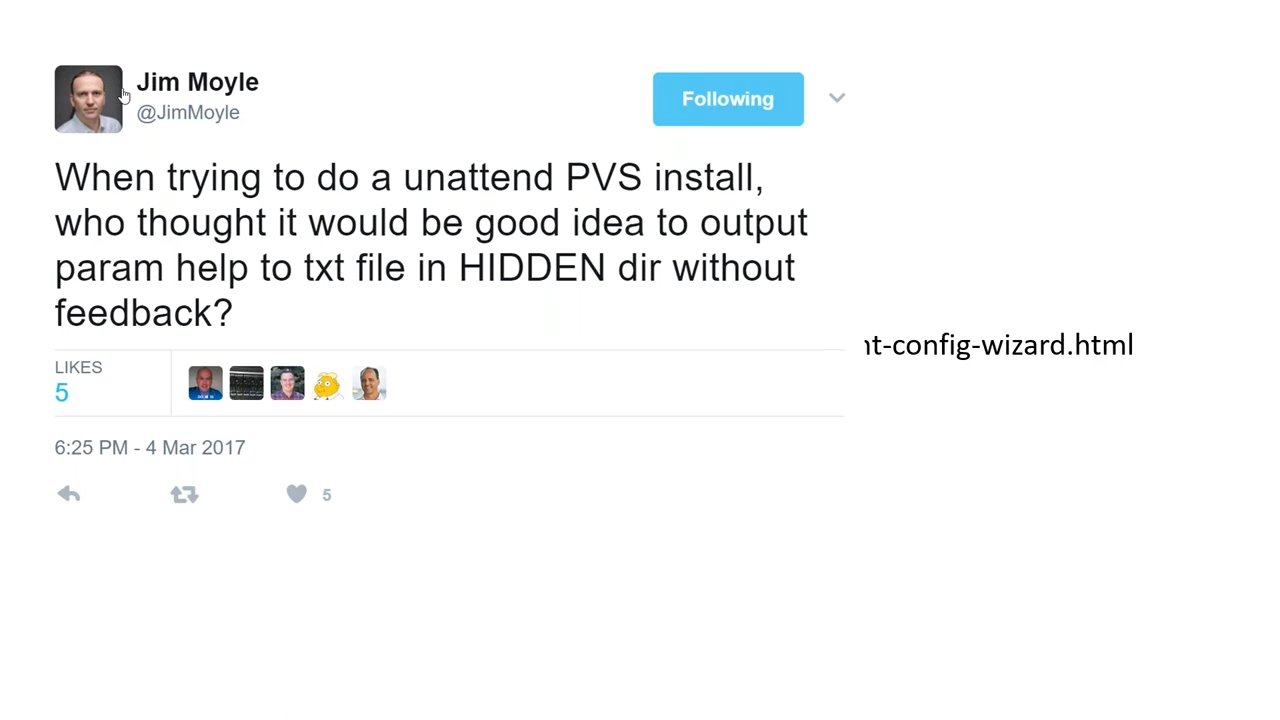 Jim Moyle
@JimMoyle
Following
When trying to do a unattend PVS install,
who thought it would be good idea to output
param help to txt file in HIDDEN dir without
feedback?
nt-config-wizard.html
LIKES
5
6:25 PM - 4 Mar 2017
5